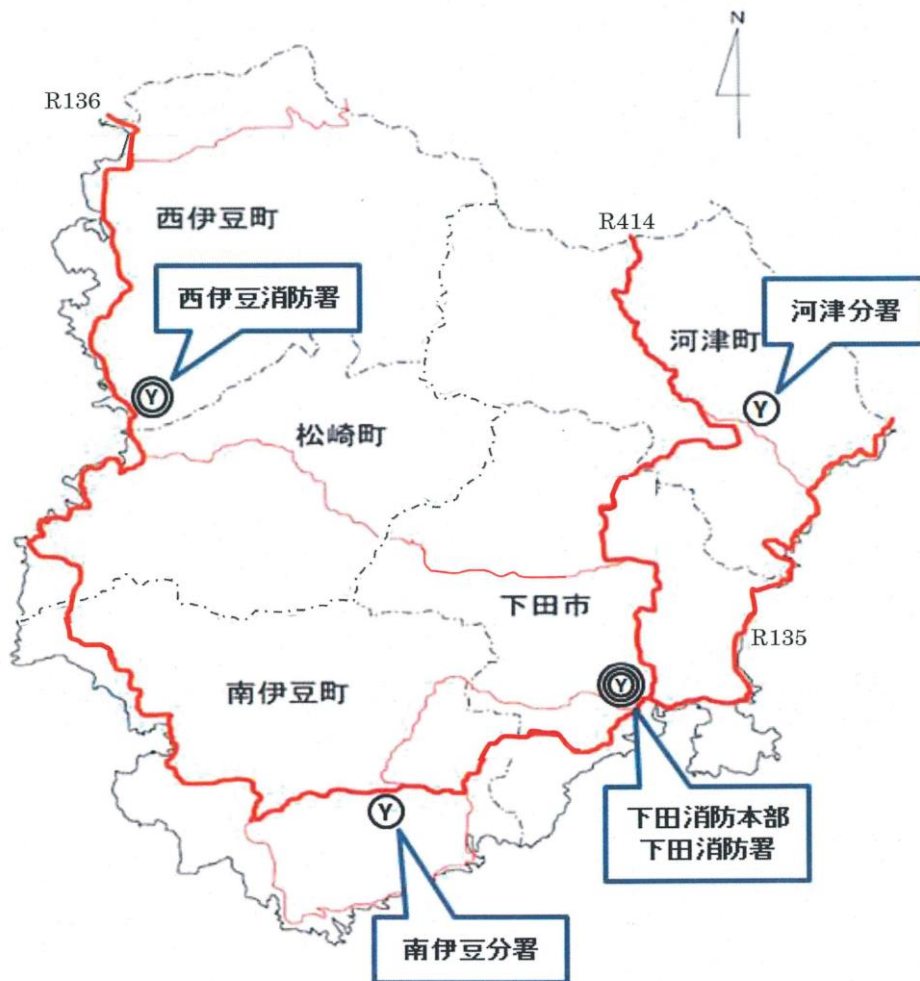 N
R136
西伊豆町
R414
西伊豆消防署
河津分署
河津町
Y
Y
松崎町
下田市
R135
南伊豆町
Y
Y
下田消防本部
下田消防署
南伊豆分署